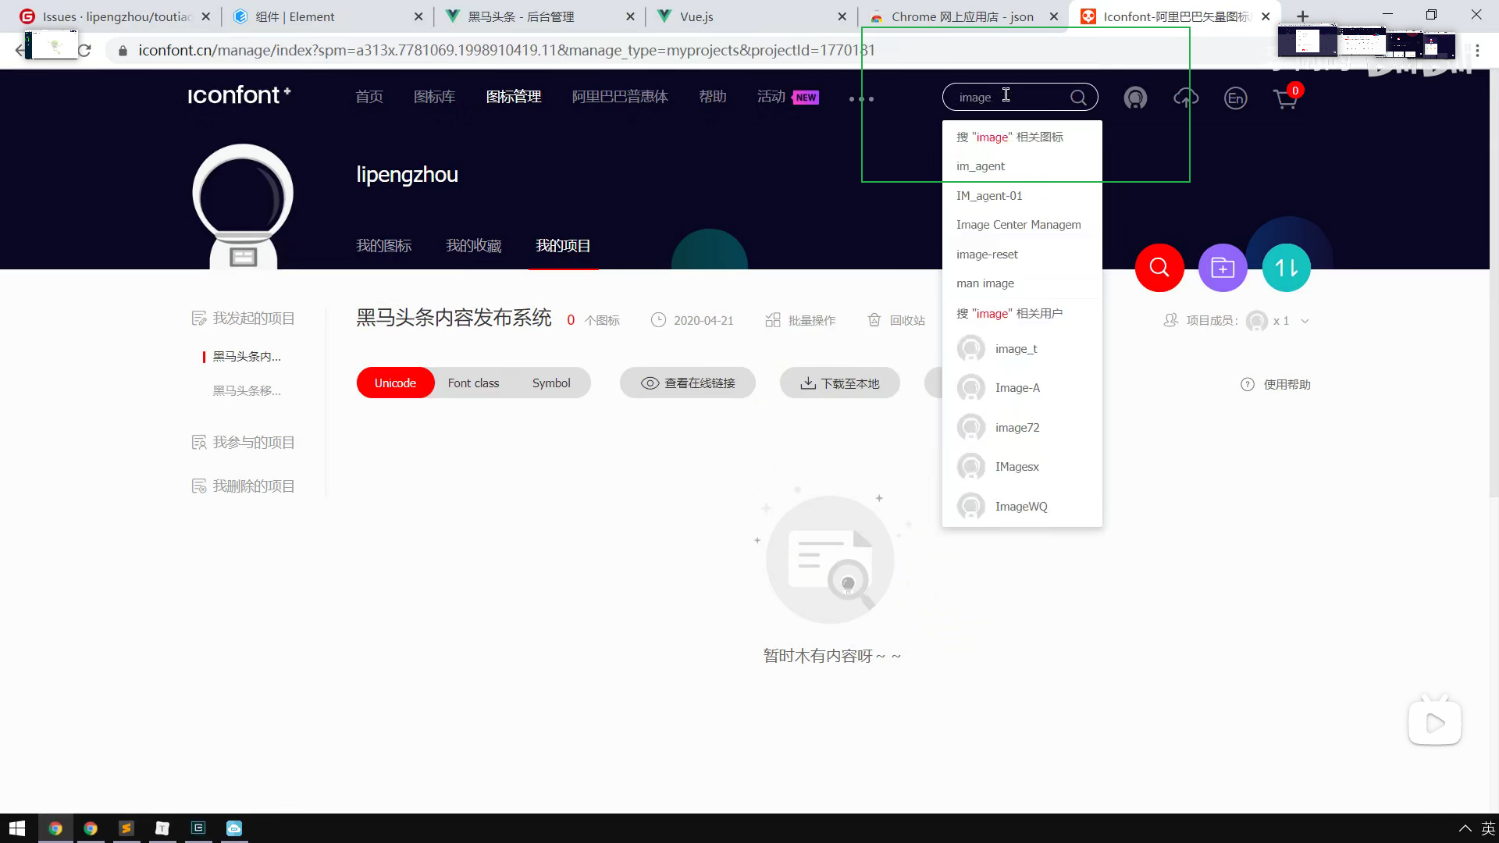 Issues · lipengzhou/toutiac
组件 | Element
黑马头条 - 后台管理
Vue.js
Chrome 网上应用店 - json
Iconfont-阿里巴巴矢量图标
iconfont.cn/manage/index?spm=a313x.7781069.1998910419.11&manage_type=myprojects&projectId=1770181
iconfont+
首页
图标库
图标管理
阿里巴巴普惠体
帮助
活动
NEW
image
En
0
搜 "image" 相关图标
im_agent
IM_agent-01
Image Center Managem
image-reset
man image
搜 "image" 相关用户
image_t
Image-A
image72
IMagesx
ImageWQ
lipengzhou
我的图标
我的收藏
我的项目
我发起的项目
黑马头条内...
黑马头条移...
我参与的项目
我删除的项目
黑马头条内容发布系统
0 个图标
2020-04-21
批量操作
回收站
项目成员:
x 1
Unicode
Font class
Symbol
查看在线链接
下载至本地
使用帮助
暂时木有内容呀~ ~
英